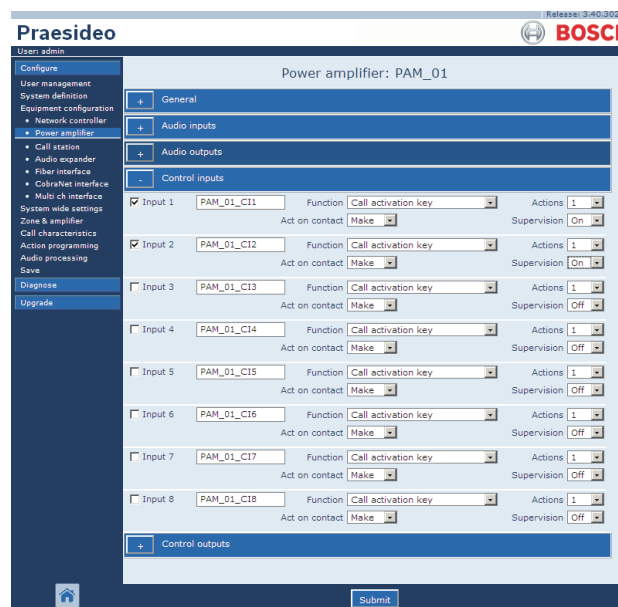 Release: 3.40.302
Praesideo
BOSCH
User: admin
Configure
User management
System definition
Equipment configuration
• Network controller
• Power amplifier
• Call station
• Audio expander
• Fiber interface
• CobraNet interface
• Multi ch interface
System wide settings
Zone & amplifier
Call characteristics
Action programming
Audio processing
Save
Diagnose
Upgrade
Power amplifier: PAM_01
+ General
+ Audio inputs
+ Audio outputs
- Control inputs
Input 1 PAM_01_CI1 Function Call activation key Actions 1
Act on contact Make Supervision On
Input 2 PAM_01_CI2 Function Call activation key Actions 1
Act on contact Make Supervision On
Input 3 PAM_01_CI3 Function Call activation key Actions 1
Act on contact Make Supervision Off
Input 4 PAM_01_CI4 Function Call activation key Actions 1
Act on contact Make Supervision Off
Input 5 PAM_01_CI5 Function Call activation key Actions 1
Act on contact Make Supervision Off
Input 6 PAM_01_CI6 Function Call activation key Actions 1
Act on contact Make Supervision Off
Input 7 PAM_01_CI7 Function Call activation key Actions 1
Act on contact Make Supervision Off
Input 8 PAM_01_CI8 Function Call activation key Actions 1
Act on contact Make Supervision Off
+ Control outputs
Submit